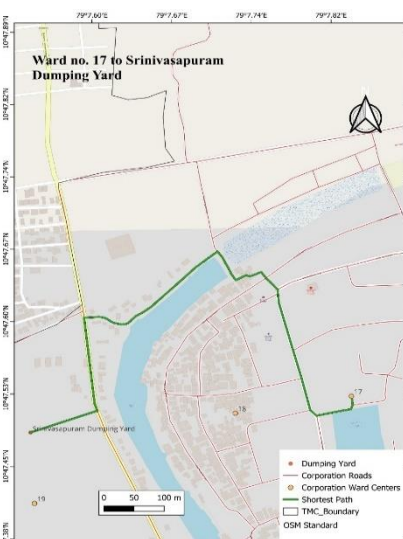 79°7.60'
79°7.67'
79°7.74'
79°7.82'
Ward no. 17 to Srinivasapuram
Dumping Yard
10°47.89'N
10°47.82'N
10°47.74'N
10°47.67'N
10°47.60'N
10°47.53'N
10°47.45'N
17
18
Srinivasapuram Dumping Yard
19
0 50 100 m
Dumping Yard
Corporation Roads
Corporation Ward Centers
Shortest Path
TMC_Boundary
OSM Standard